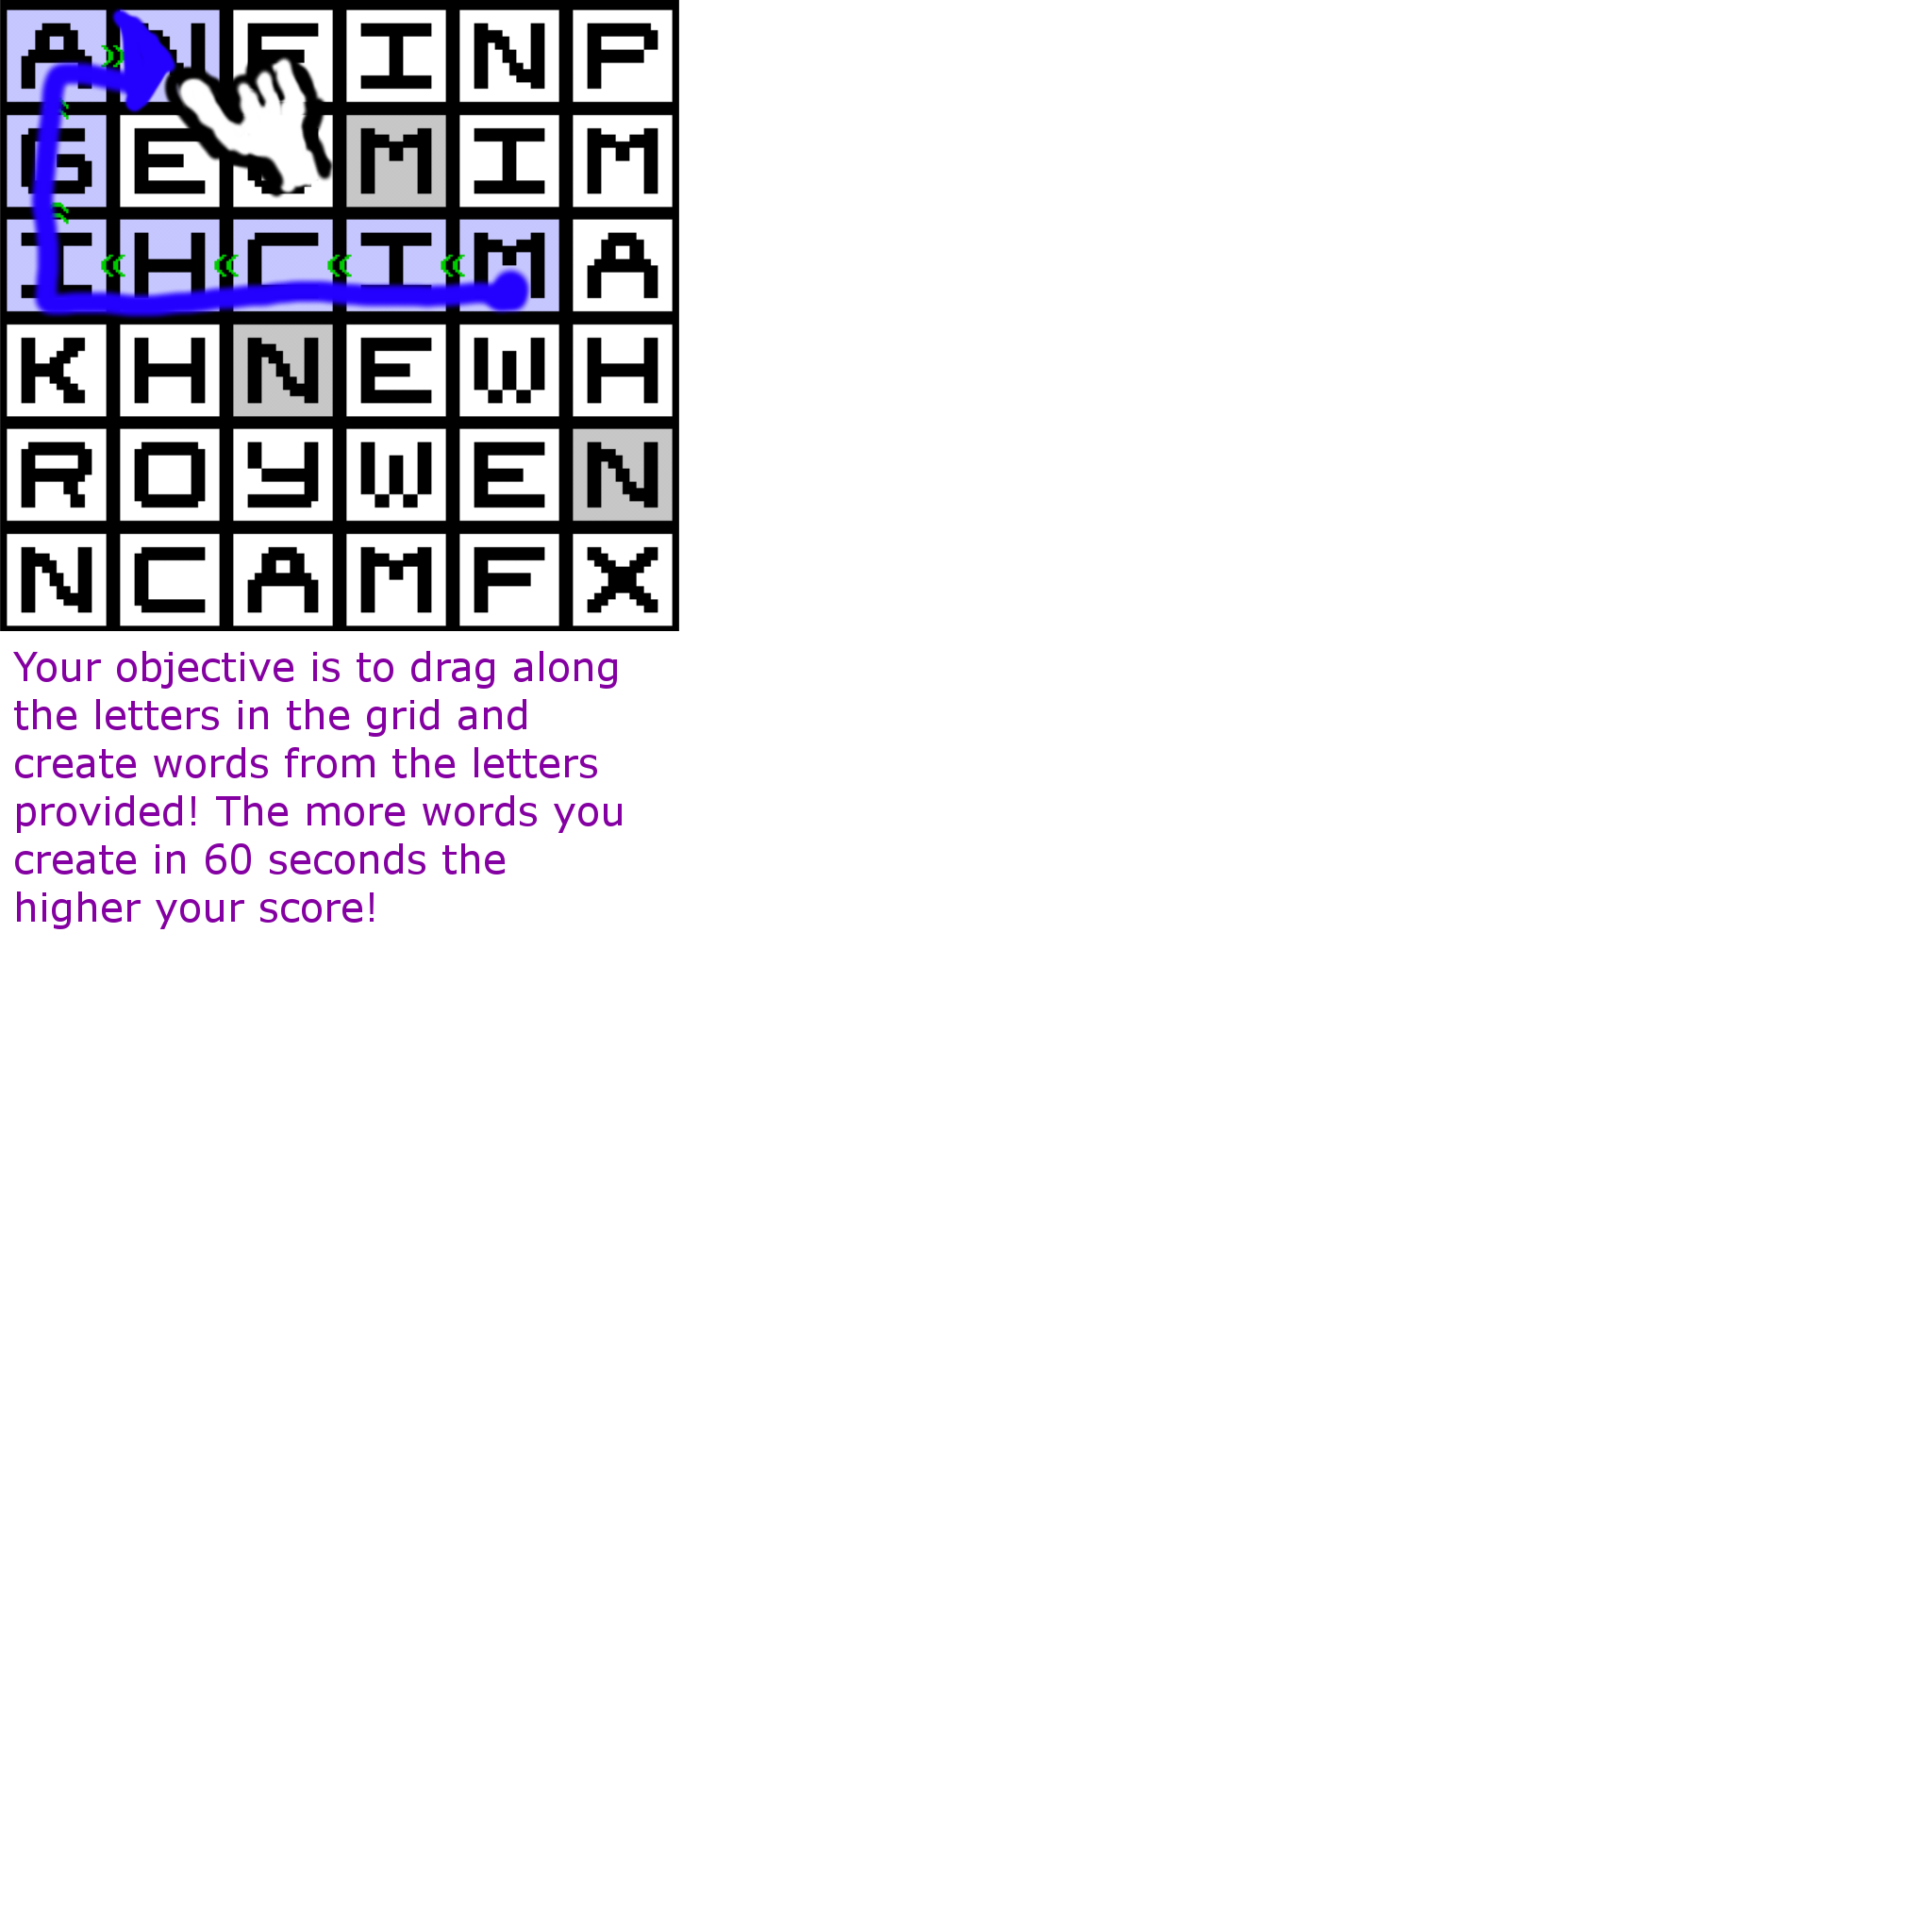 A N F I N P
G E M I M
I H C I M A
K H N E W H
R O Y W E N
N C A M F X
Your objective is to drag along
the letters in the grid and
create words from the letters
provided! The more words you
create in 60 seconds the
higher your score!